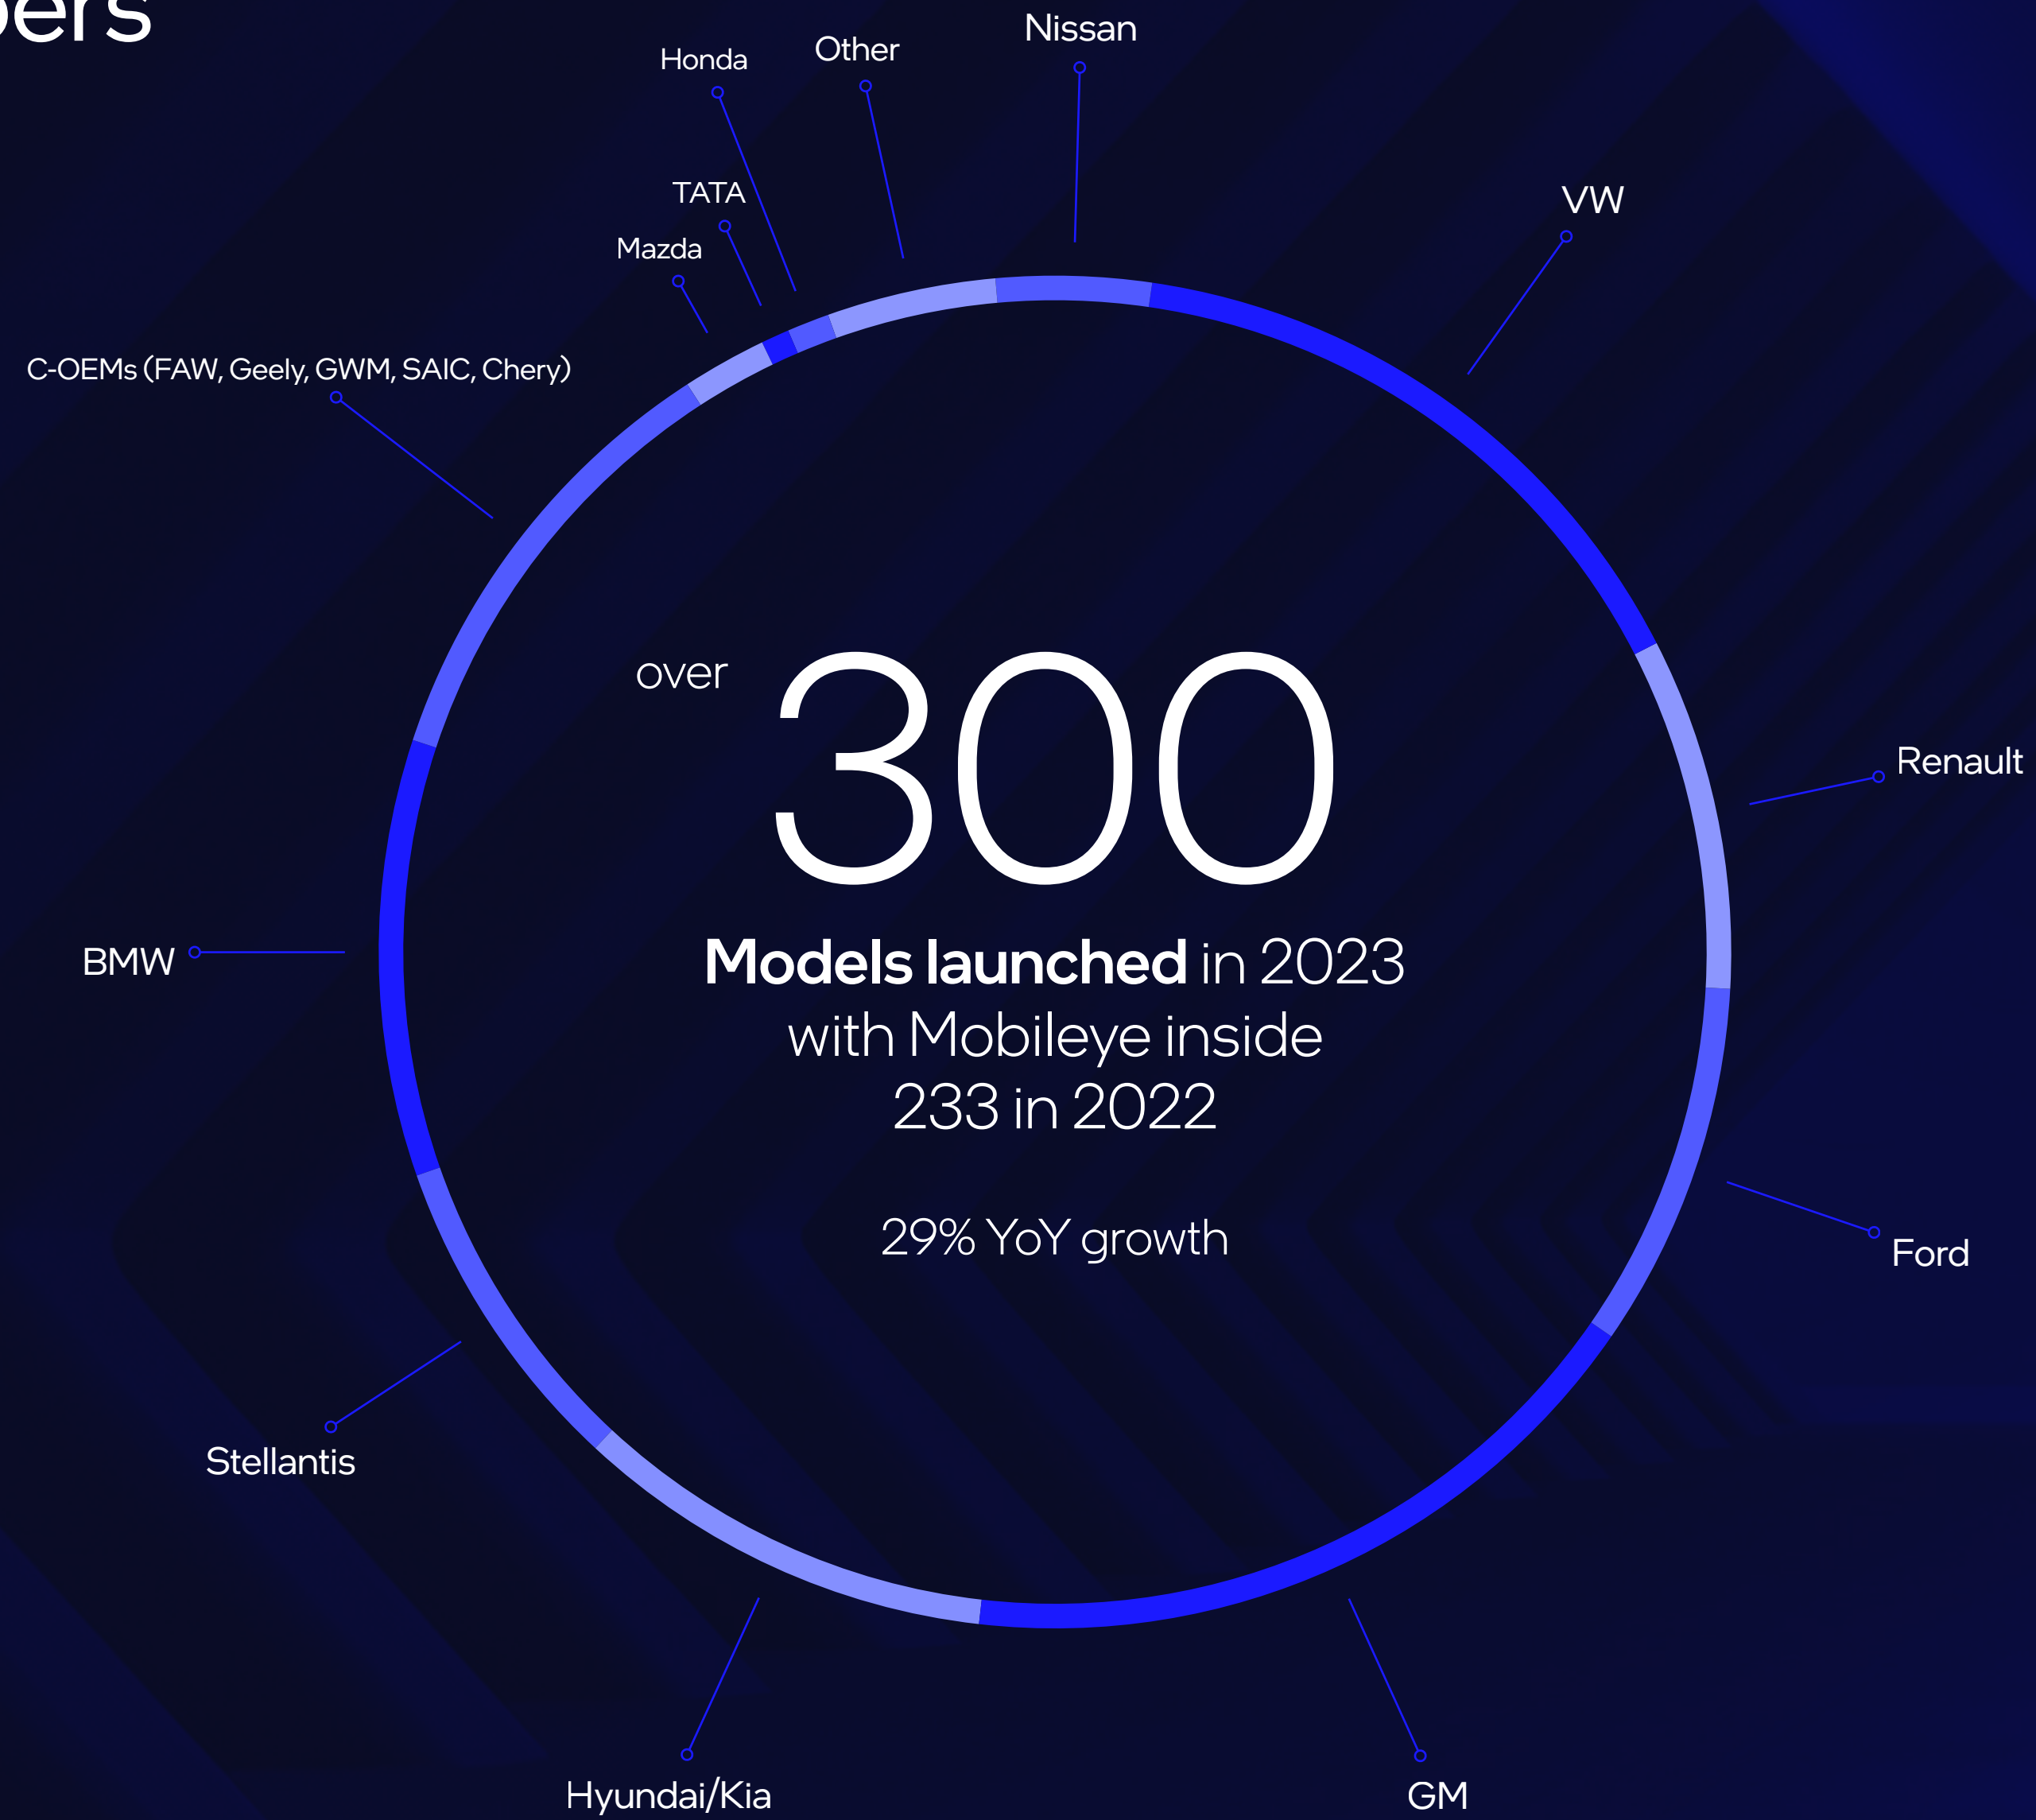 Nissan
Other
Honda
TATA
VW
Mazda
C-OEMs (FAW, Geely, GWM, SAIC, Chery)
over
300
Renault
Models launched in 2023
with Mobileye inside
233 in 2022
29% YoY growth
BMW
Ford
Stellantis
Hyundai/Kia
GM